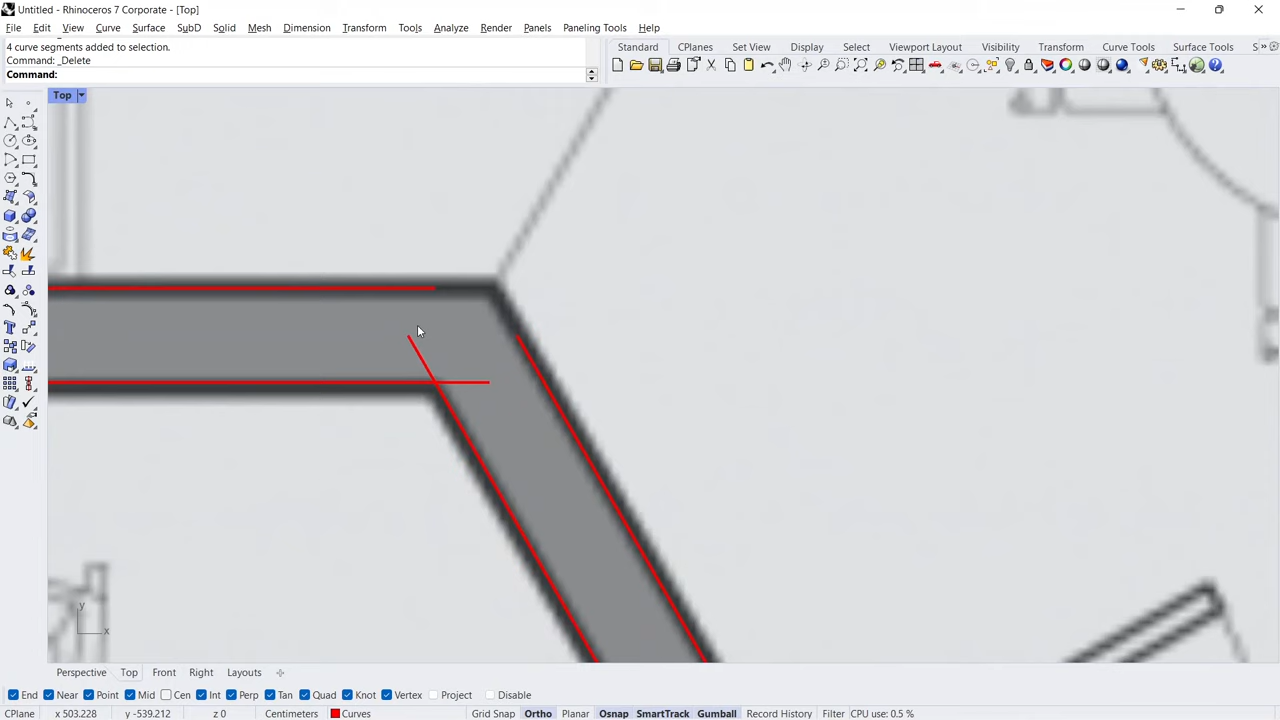 Untitled - Rhinoceros 7 Corporate - [Top]
File Edit View Curve Surface SubD Solid Mesh Dimension Transform Tools Analyze Render Panels Paneling Tools Help
4 curve segments added to selection.
Command: _Delete
Command:
Standard CPlanes Set View Display Select Viewport Layout Visibility Transform Curve Tools Surface Tools S »
Top
y
x
Perspective Top Front Right Layouts
End Near Point Mid Cen Int Perp Tan Quad Knot Vertex Project Disable
CPlane x 503.228 y -539.212 z 0 Centimeters Curves Grid Snap Ortho Planar Osnap SmartTrack Gumball Record History Filter CPU use: 0.5 %